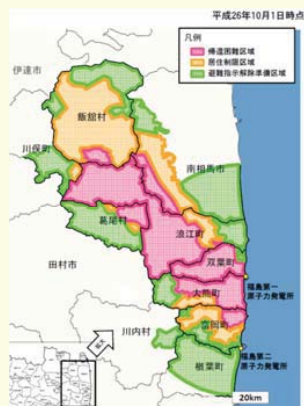 平成26年10月1日時点
凡例
帰還困難区域
居住制限区域
避難指示解除準備区域
伊達市
飯舘村
川俣町
南相馬市
葛尾村
浪江町
田村市
双葉町
福島第一
原子力発電所
大熊町
川内村
富岡町
福島第二
原子力発電所
楢葉町
拡大
20km